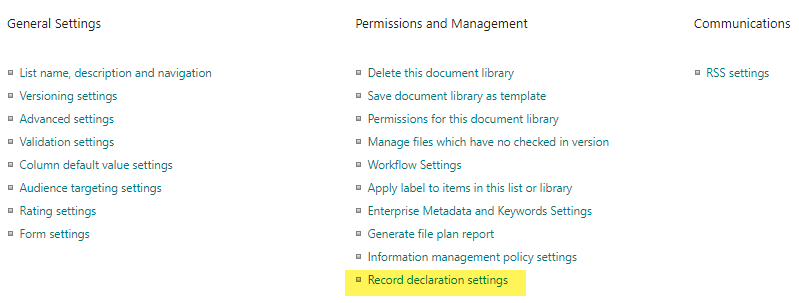 General Settings
List name, description and navigation
Versioning settings
Advanced settings
Validation settings
Column default value settings
Audience targeting settings
Rating settings
Form settings
Permissions and Management
Delete this document library
Save document library as template
Permissions for this document library
Manage files which have no checked in version
Workflow Settings
Apply label to items in this list or library
Enterprise Metadata and Keywords Settings
Generate file plan report
Information management policy settings
Record declaration settings
Communications
RSS settings